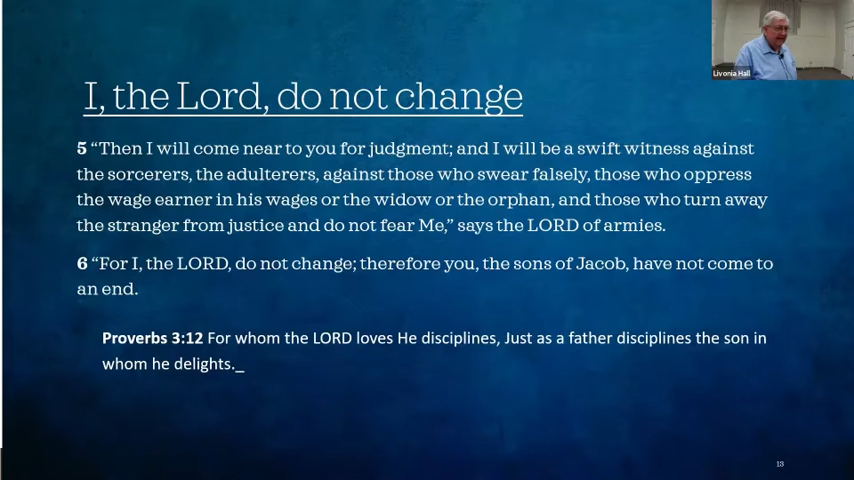 Livonia Hall
I, the Lord, do not change
5 “Then I will come near to you for judgment; and I will be a swift witness against
the sorcerers, the adulterers, against those who swear falsely, those who oppress
the wage earner in his wages or the widow or the orphan, and those who turn away
the stranger from justice and do not fear Me,” says the LORD of armies.
6 “For I, the LORD, do not change; therefore you, the sons of Jacob, have not come to
an end.
Proverbs 3:12 For whom the LORD loves He disciplines, Just as a father disciplines the son in
whom he delights._
13